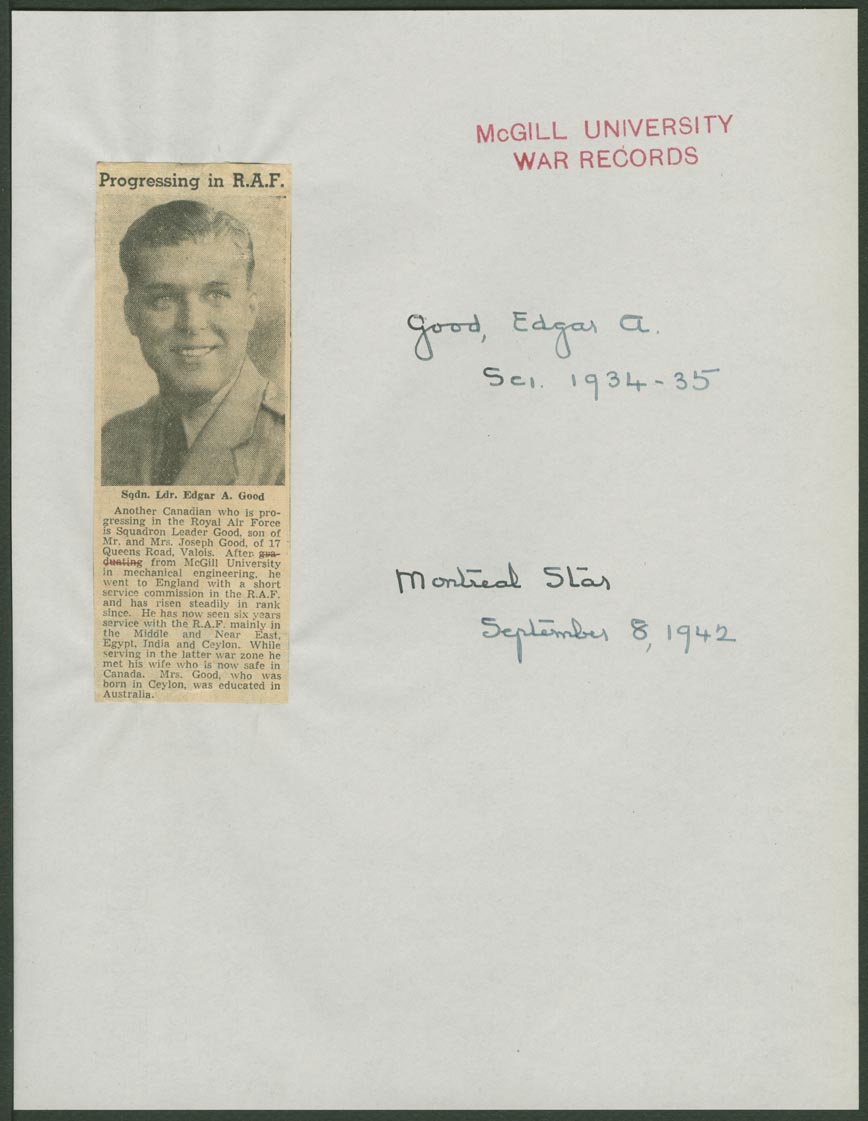 McGILL UNIVERSITY
WAR RECORDS
Progressing in R.A.F.
Sqdn. Ldr. Edgar A. Good
Another Canadian who is pro-
gressing in the Royal Air Force
is Squadron Leader Good, son of
Mr. and Mrs. Joseph Good, of 17
Queens Road, Valois. After gra-
duating from McGill University
in mechanical engineering, he
went to England with a short
service commission in the R.A.F.
and has risen steadily in rank
since. He has now seen six years
service with the R.A.F. mainly in
the Middle and Near East,
Egypt, India and Ceylon. While
serving in the latter war zone he
met his wife who is now safe in
Canada. Mrs. Good, who was
born in Ceylon, was educated in
Australia.
Good, Edgar A.
Sci. 1934-35
Montreal Star
September 8, 1942